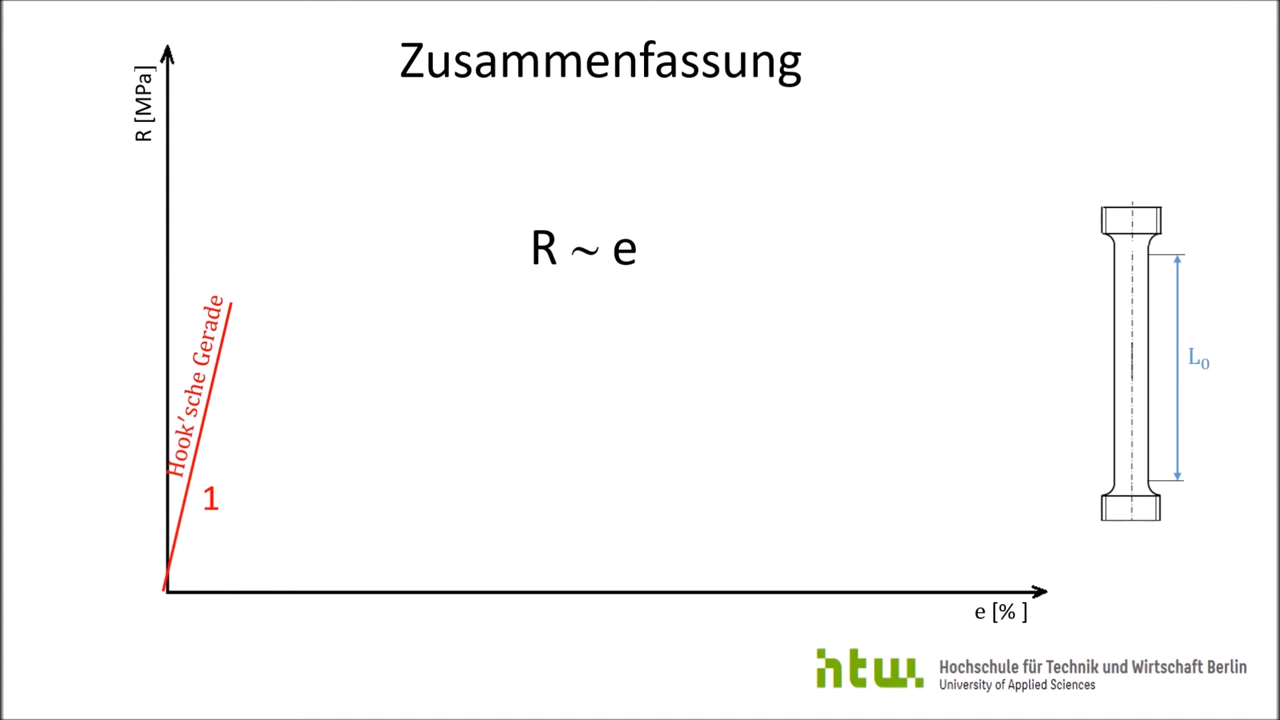 Zusammenfassung
R [MPa]
R ~ e
Hook'sche Gerade
1
L₀
e [% ]
htw.
Hochschule für Technik und Wirtschaft Berlin
University of Applied Sciences